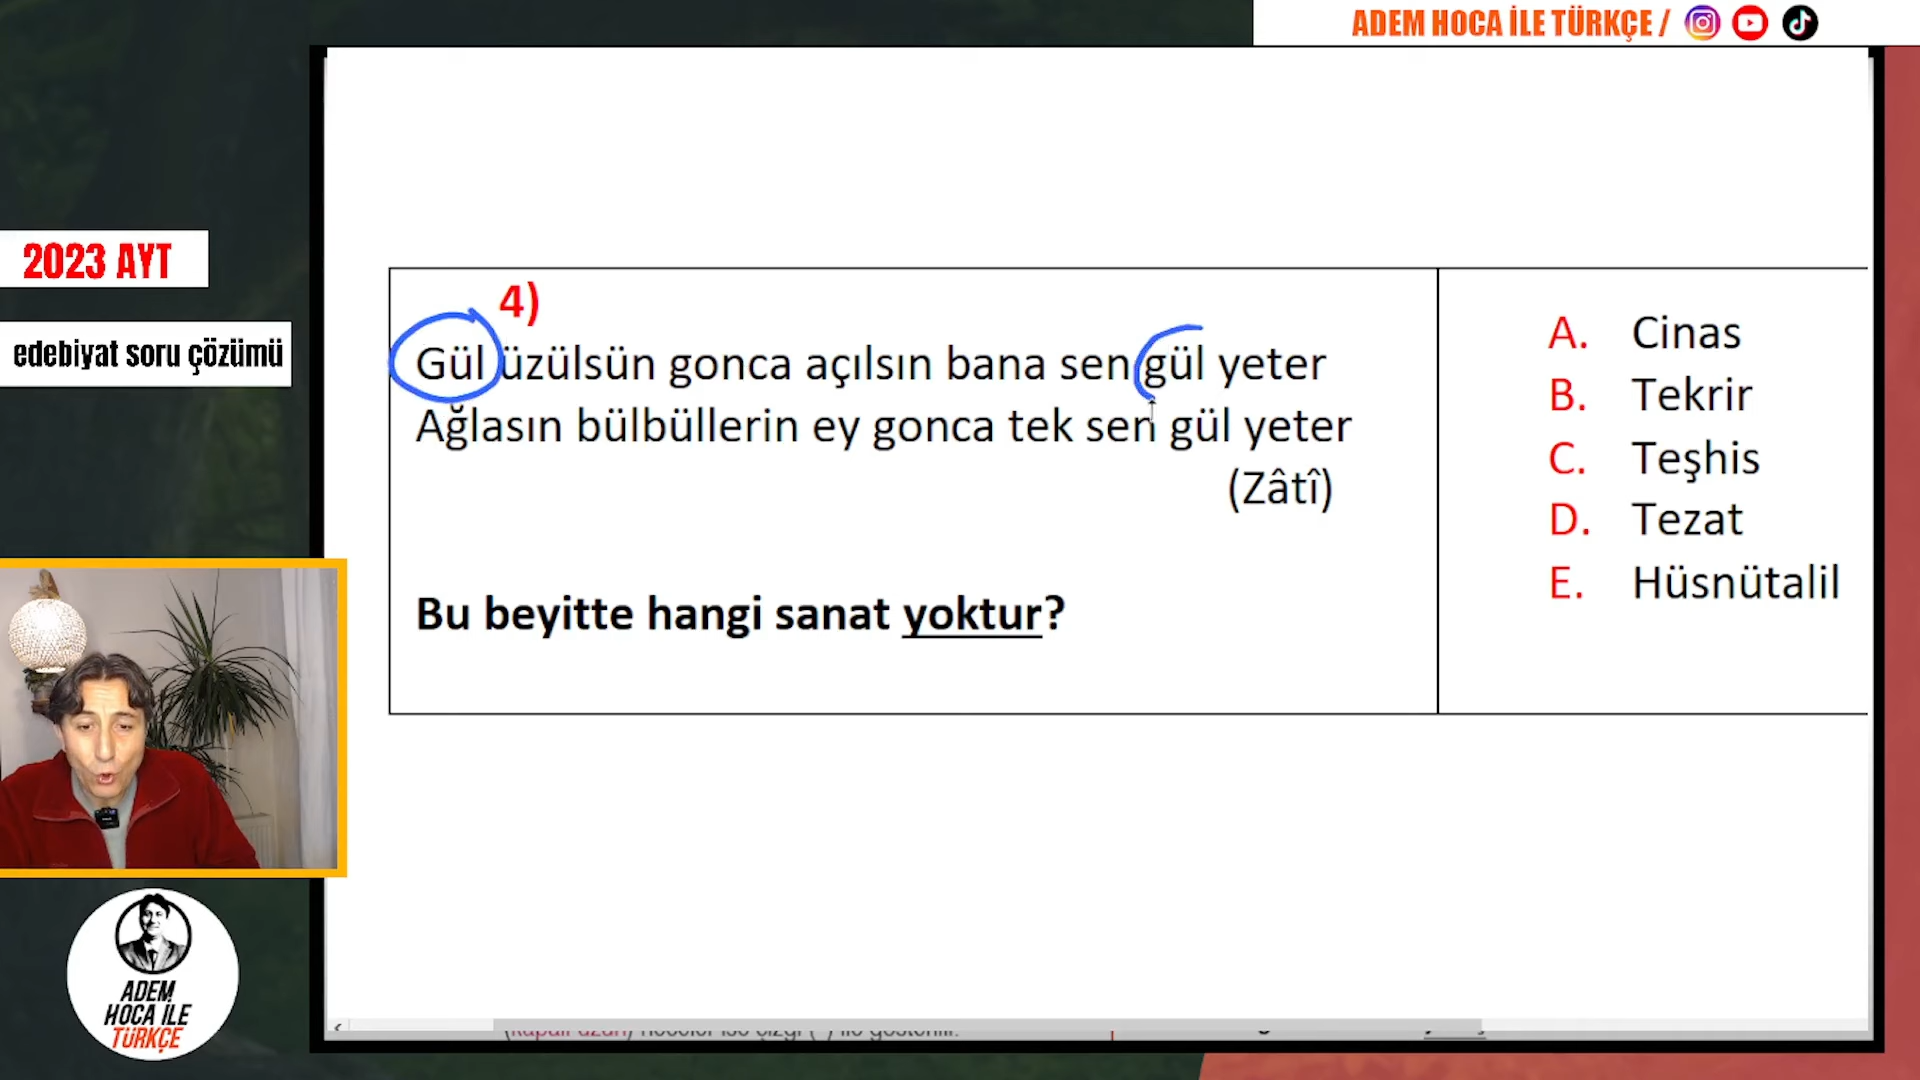 ADEM HOCA İLE TÜRKÇE /
2023 AYT
edebiyat soru çözümü
4)
Gül üzülsün gonca açılsın bana sen gül yeter
Ağlasın bülbüllerin ey gonca tek sen gül yeter
(Zâtî)
Bu beyitte hangi sanat yoktur?
A. Cinas
B. Tekrir
C. Teşhis
D. Tezat
E. Hüsnütalil
ADEM
HOCA İLE
TÜRKÇE